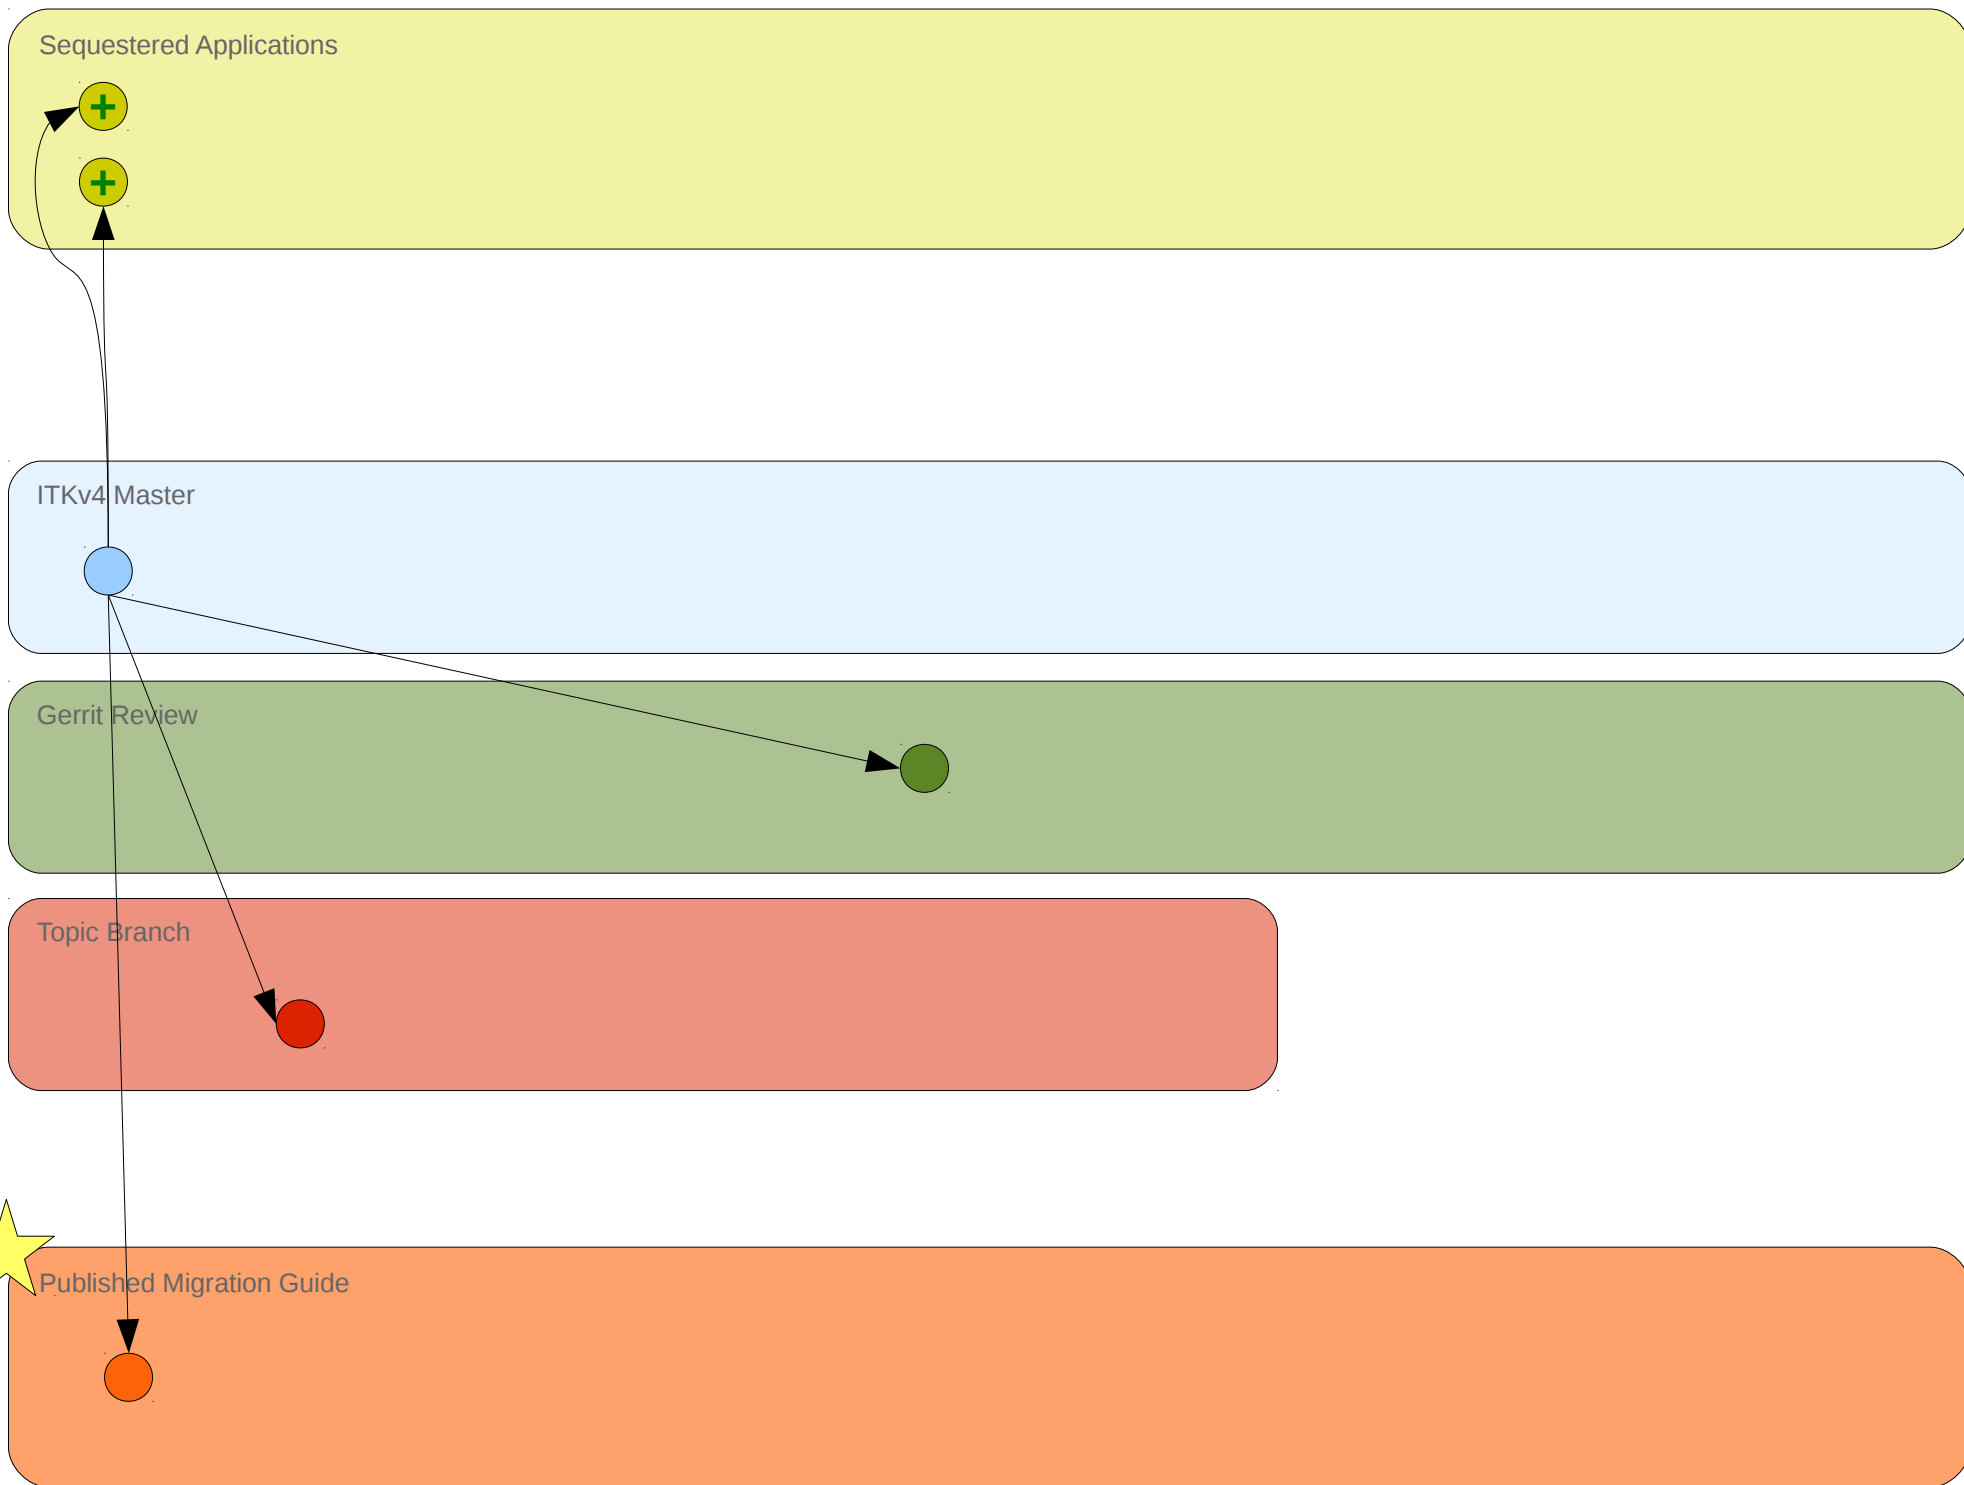 Sequestered Applications
ITKv4 Master
Gerrit Review
Topic Branch
Published Migration Guide